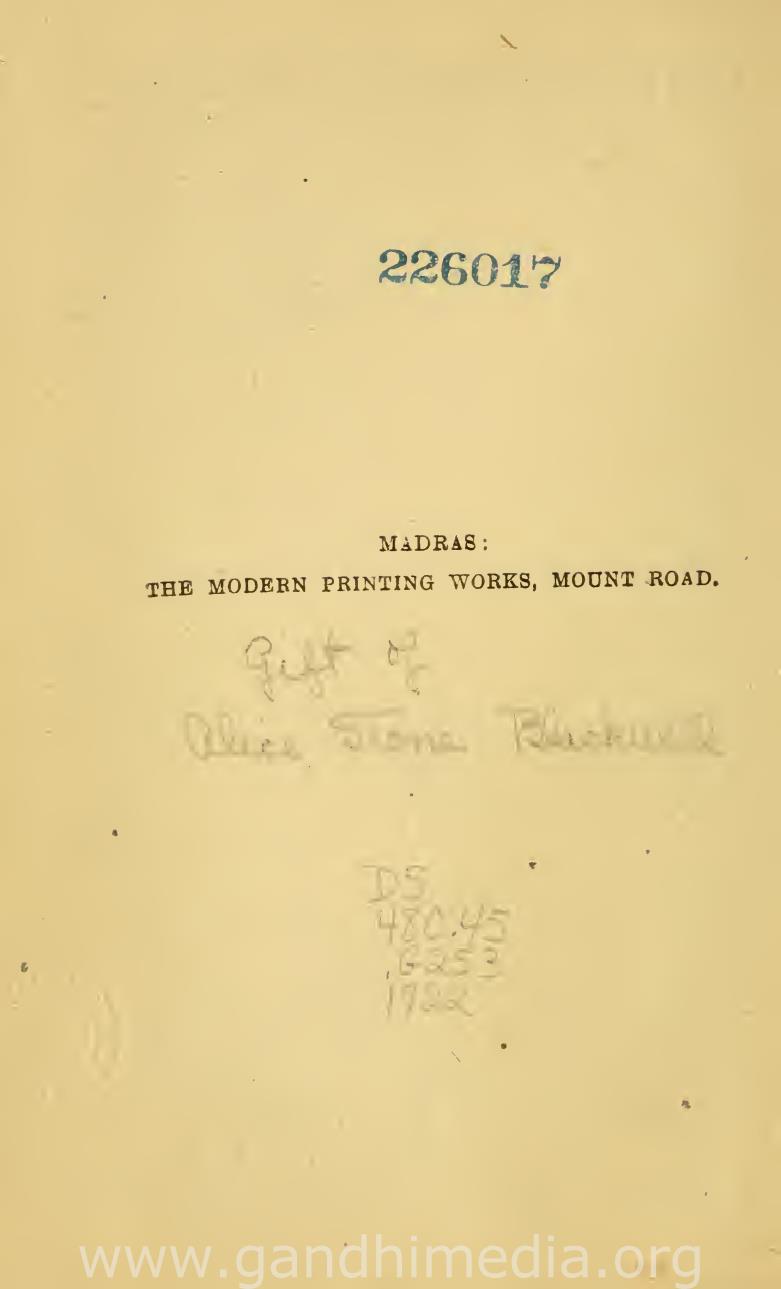 226017
MADRAS:
THE MODERN PRINTING WORKS, MOUNT ROAD.
Gift of
Alice Stone Blackwell
DS
480.45
.G25
1922
www.gandhimedia.org